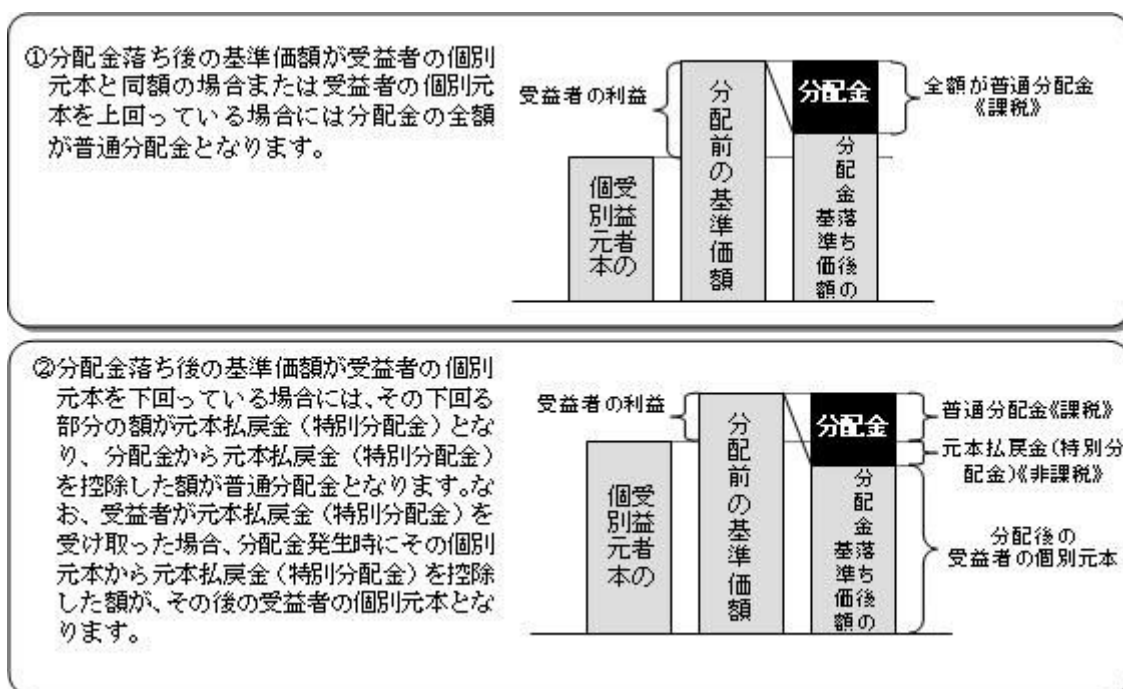 ①分配金落ち後の基準価額が受益者の個別
元本と同額の場合または受益者の個別元
本を上回っている場合には分配金の全額
が普通分配金となります。
受益者の利益
受益者の
個別元本
分配前の基準価額
分配金
分配金落ち後の
基準価額
全額が普通分配金
《課税》
②分配金落ち後の基準価額が受益者の個別
元本を下回っている場合には、その下回る
部分の額が元本払戻金(特別分配金)とな
り、分配金から元本払戻金(特別分配金)
を控除した額が普通分配金となります。な
お、受益者が元本払戻金(特別分配金)を
受け取った場合、分配金発生時にその個別
元本から元本払戻金(特別分配金)を控除
した額が、その後の受益者の個別元本とな
ります。
受益者の利益
受益者の
個別元本
分配前の基準価額
分配金
分配金落ち後の
基準価額
普通分配金《課税》
元本払戻金(特別分
配金)《非課税》
分配後の
受益者の個別元本